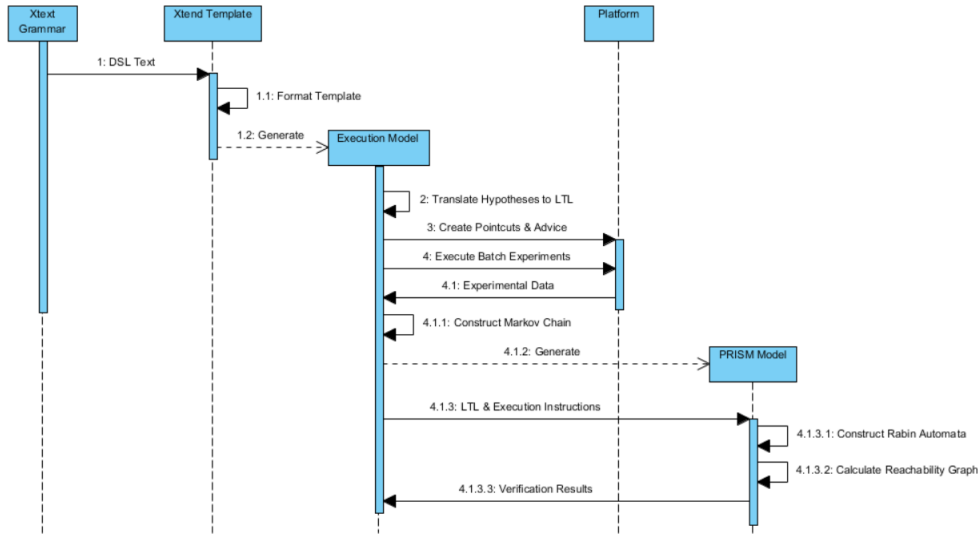 Xtext
Grammar
Xtend Template
Platform
1: DSL Text
1.1: Format Template
1.2: Generate
Execution Model
2: Translate Hypotheses to LTL
3: Create Pointcuts & Advice
4: Execute Batch Experiments
4.1: Experimental Data
4.1.1: Construct Markov Chain
4.1.2: Generate
PRISM Model
4.1.3: LTL & Execution Instructions
4.1.3.1: Construct Rabin Automata
4.1.3.2: Calculate Reachability Graph
4.1.3.3: Verification Results